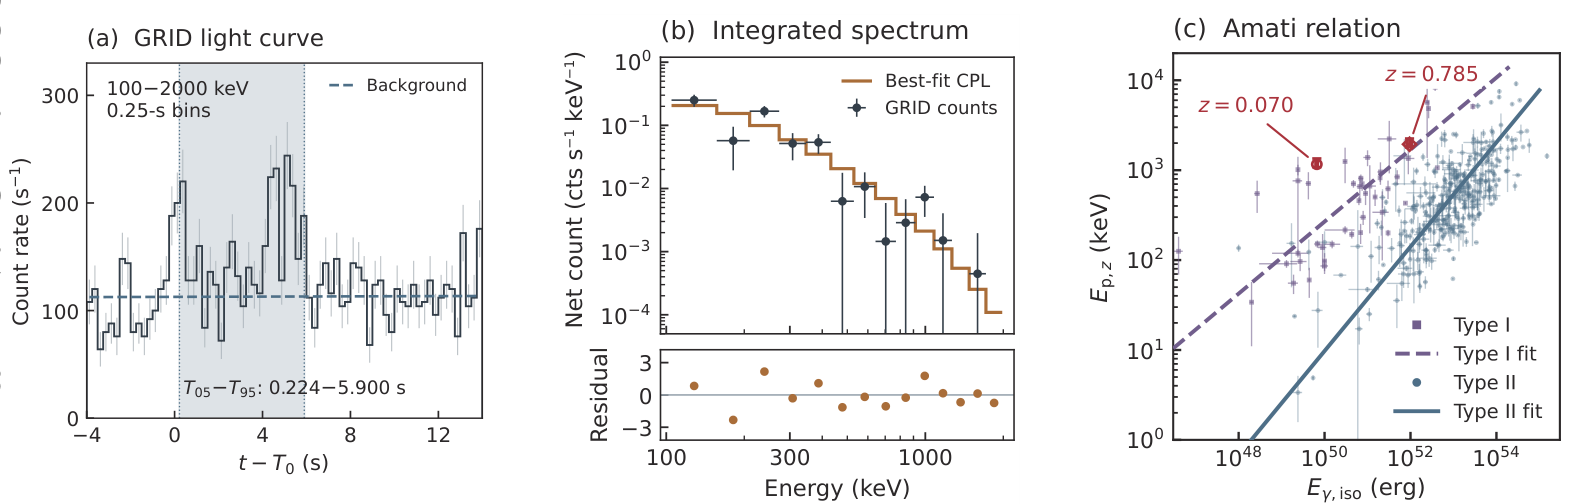 (a) GRID light curve
100−2000 keV
0.25-s bins
Background
T05−T95: 0.224−5.900 s
Count rate (s⁻¹)
300
200
100
0
−4 0 4 8 12
t − T0 (s)
(b) Integrated spectrum
Best-fit CPL
GRID counts
Net count (cts s⁻¹ keV⁻¹)
10⁰
10⁻¹
10⁻²
10⁻³
10⁻⁴
Residual
3
0
−3
100 300 1000
Energy (keV)
(c) Amati relation
z = 0.785
z = 0.070
Type I
Type I fit
Type II
Type II fit
Ep,z (keV)
10⁴
10³
10²
10¹
10⁰
10⁴⁸ 10⁵⁰ 10⁵² 10⁵⁴
Eγ,iso (erg)